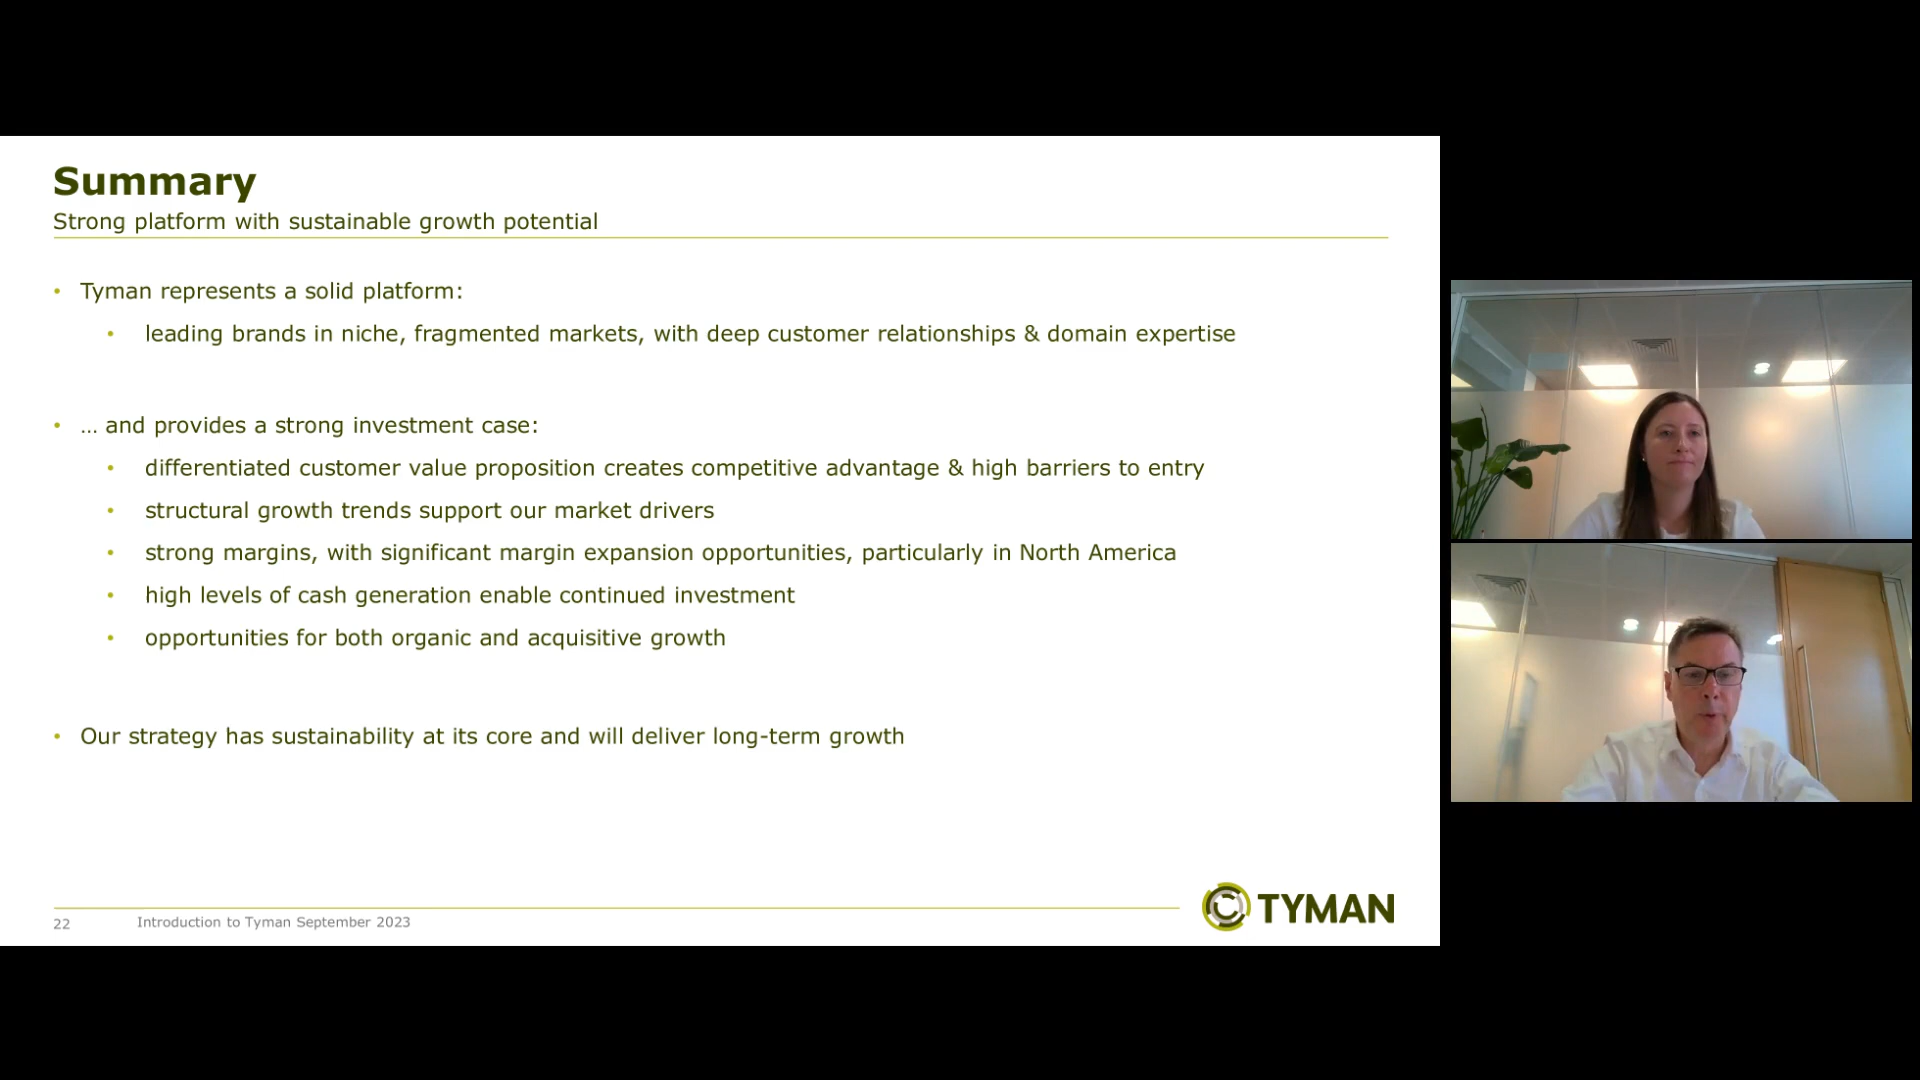 Summary
Strong platform with sustainable growth potential
• Tyman represents a solid platform:
• leading brands in niche, fragmented markets, with deep customer relationships & domain expertise
• … and provides a strong investment case:
• differentiated customer value proposition creates competitive advantage & high barriers to entry
• structural growth trends support our market drivers
• strong margins, with significant margin expansion opportunities, particularly in North America
• high levels of cash generation enable continued investment
• opportunities for both organic and acquisitive growth
• Our strategy has sustainability at its core and will deliver long-term growth
22 Introduction to Tyman September 2023
TYMAN